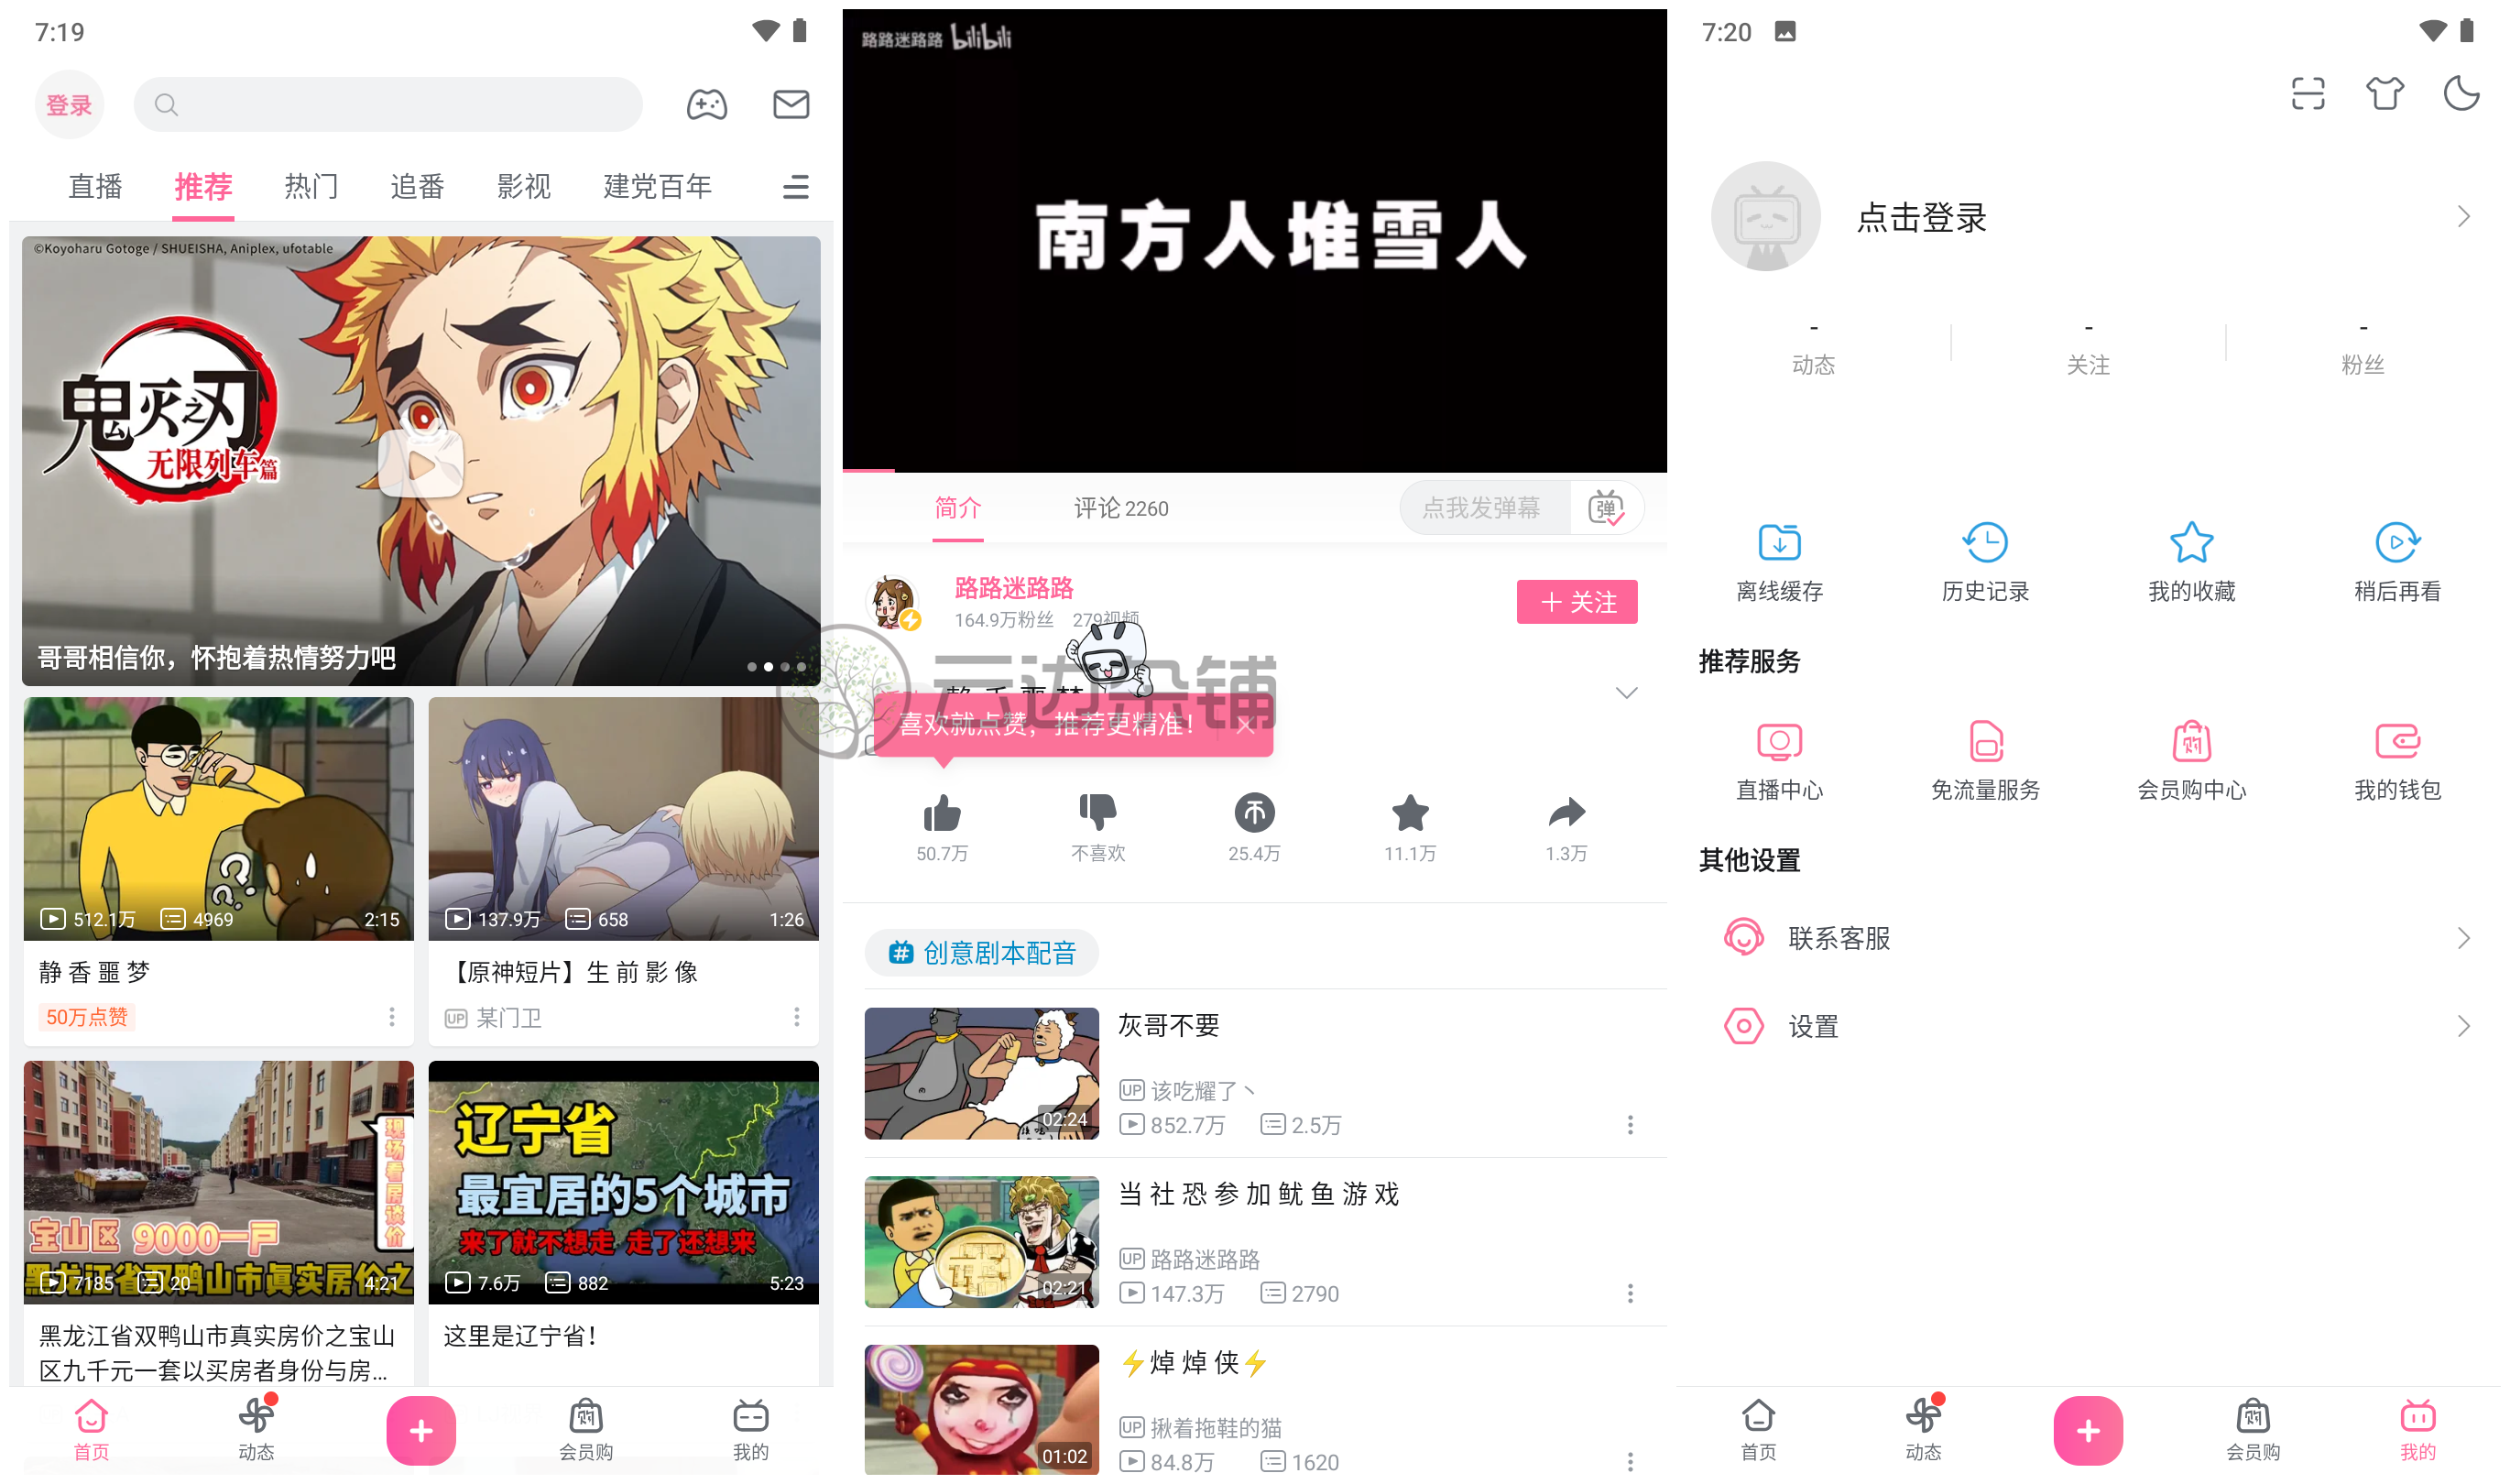 7:19
登录
直播 推荐 热门 追番 影视 建党百年
©Koyoharu Gotoge / SHUEISHA, Aniplex, ufotable
鬼灭之刃
无限列车篇
哥哥相信你，怀抱着热情努力吧
512.1万 4969 2:15
静 香 噩 梦
50万点赞
137.9万 658 1:26
【原神短片】生 前 影 像
UP 某门卫
现场看房谈价
宝山区 9000一戸
黑龙江省双鸭山市真实房价之
7185 20 4:21
黑龙江省双鸭山市真实房价之宝山
区九千元一套以买房者身份与房...
辽宁省
最宜居的5个城市
来了就不想走 走了还想来
7.6万 882 5:23
这里是辽宁省！
首页 动态 会员购 我的
路路迷路路 bilibili
南方人堆雪人
简介 评论 2260 点我发弹幕 弹
路路迷路路
164.9万粉丝 279视频
+ 关注
云边杂铺
静 香 噩 梦
喜欢就点赞，推荐更精准！
50.7万 不喜欢 25.4万 11.1万 1.3万
# 创意剧本配音
灰哥不要
UP 该吃耀了丶
852.7万 2.5万
02:24
当 社 恐 参 加 鱿 鱼 游 戏
UP 路路迷路路
147.3万 2790
02:21
⚡焯 焯 侠⚡
UP 揪着拖鞋的猫
84.8万 1620
01:02
7:20
点击登录
- - -
动态 关注 粉丝
离线缓存 历史记录 我的收藏 稍后再看
推荐服务
直播中心 免流量服务 会员购中心 我的钱包
其他设置
联系客服
设置
首页 动态 会员购 我的